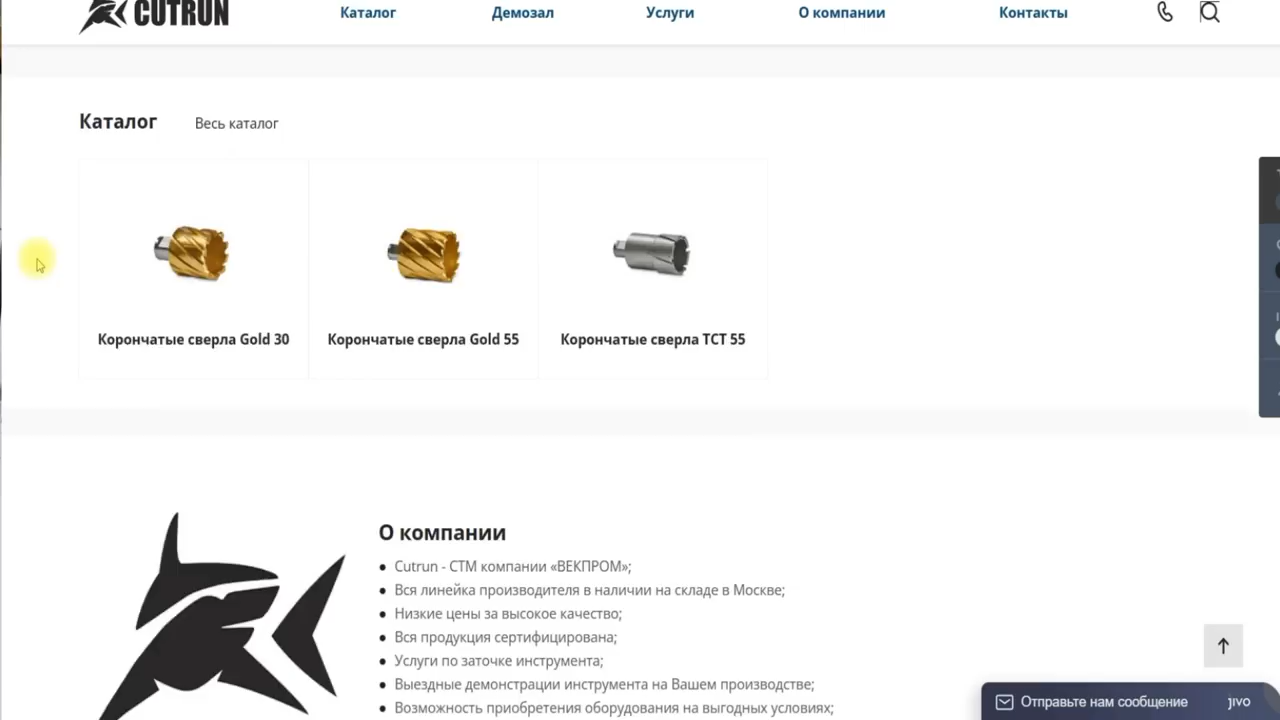 CUTRUN
Каталог Демозал Услуги О компании Контакты
Каталог Весь каталог
Корончатые сверла Gold 30
Корончатые сверла Gold 55
Корончатые сверла TCT 55
О компании
Cutrun - СТМ компании «ВЕКПРОМ»;
Вся линейка производителя в наличии на складе в Москве;
Низкие цены за высокое качество;
Вся продукция сертифицирована;
Услуги по заточке инструмента;
Выездные демонстрации инструмента на Вашем производстве;
Возможность приобретения оборудования на выгодных условиях;
Отправьте нам сообщение jivo